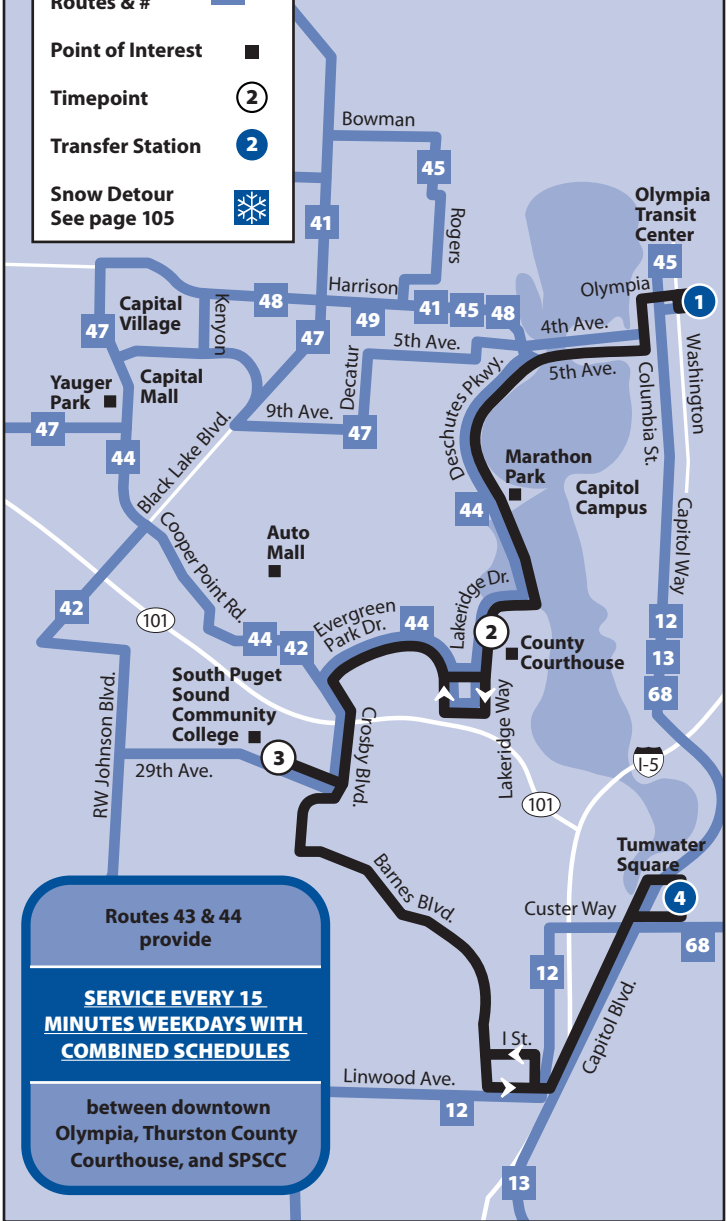 Routes & #
Point of Interest
Timepoint
2
Transfer Station
2
Snow Detour
See page 105
Bowman
45
Rogers
41
Olympia
Transit
Center
45
Olympia
1
Harrison
48
49
41
45
48
4th Ave.
5th Ave.
5th Ave.
Washington
Columbia St.
Capitol Way
Capital
Village
Kenyon
47
47
Yauger
Park
Capital
Mall
Decatur
9th Ave.
47
47
44
Black Lake Blvd.
Deschutes Pkwy.
Marathon
Park
Capitol
Campus
44
Auto
Mall
Cooper Point Rd.
42
101
44
42
Evergreen
Park Dr.
44
Lakeridge Dr.
2
County
Courthouse
12
13
68
South Puget
Sound
Community
College
3
29th Ave.
RW Johnson Blvd.
Crosby Blvd.
Lakeridge Way
101
I-5
Tumwater
Square
4
Custer Way
68
Barnes Blvd.
12
Capitol Blvd.
I St.
Linwood Ave.
12
13
Routes 43 & 44
provide
SERVICE EVERY 15
MINUTES WEEKDAYS WITH
COMBINED SCHEDULES
between downtown
Olympia, Thurston County
Courthouse, and SPSCC